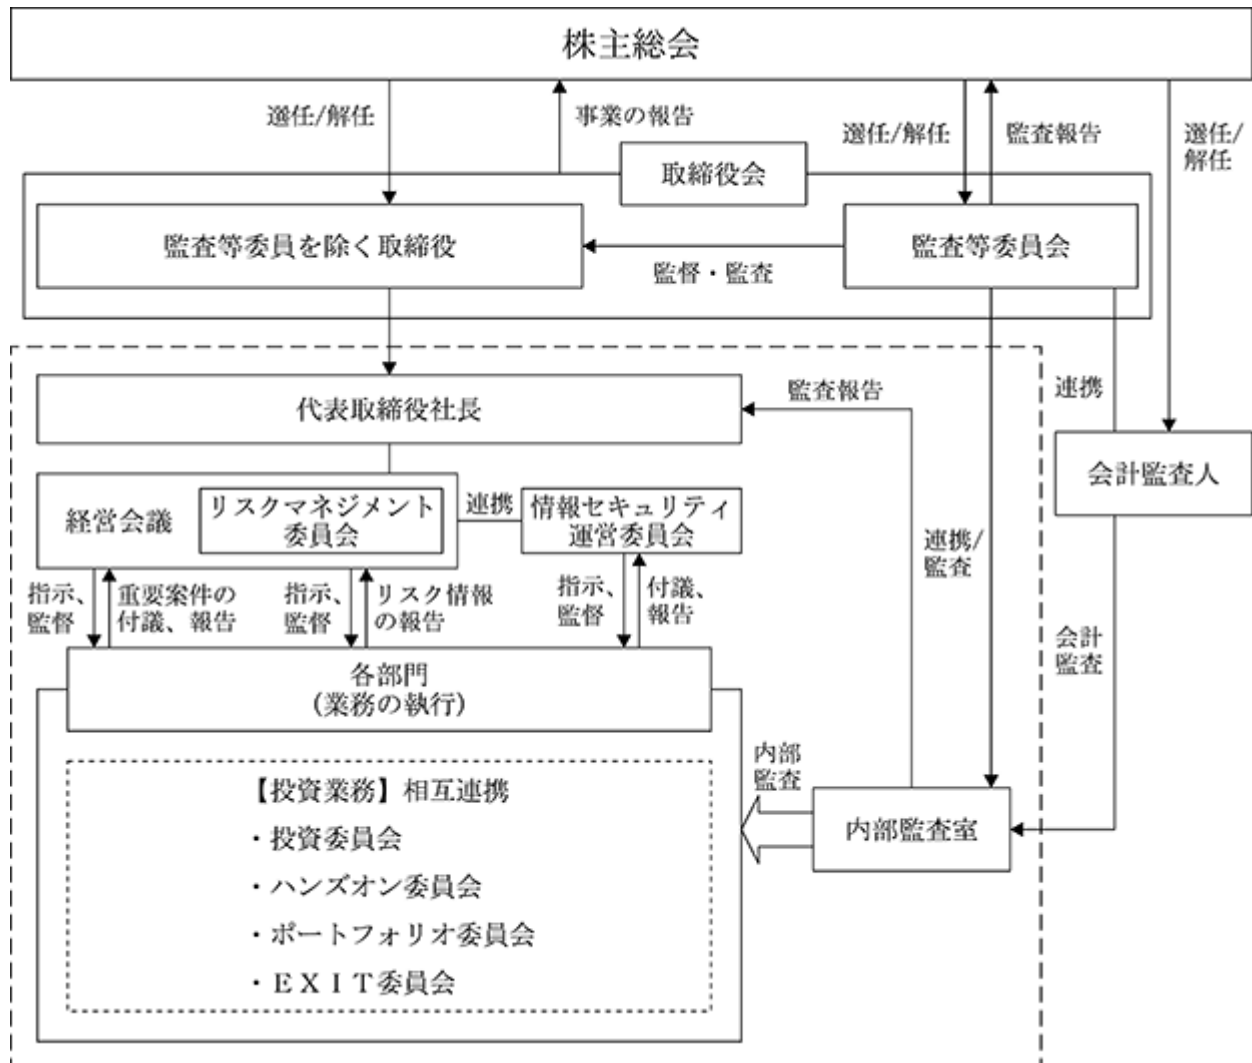 株主総会
選任/解任
事業の報告
選任/解任
監査報告
選任/
解任
取締役会
監査等委員を除く取締役
監督・監査
監査等委員会
代表取締役社長
監査報告
連携
会計監査人
経営会議
リスクマネジメント
委員会
連携
情報セキュリティ
運営委員会
連携/
監査
指示、
監督
重要案件の
付議、報告
指示、
監督
リスク情報
の報告
指示、
監督
付議、
報告
会計
監査
各部門
(業務の執行)
内部
監査
内部監査室
【投資業務】相互連携
・投資委員会
・ハンズオン委員会
・ポートフォリオ委員会
・ＥＸＩＴ委員会